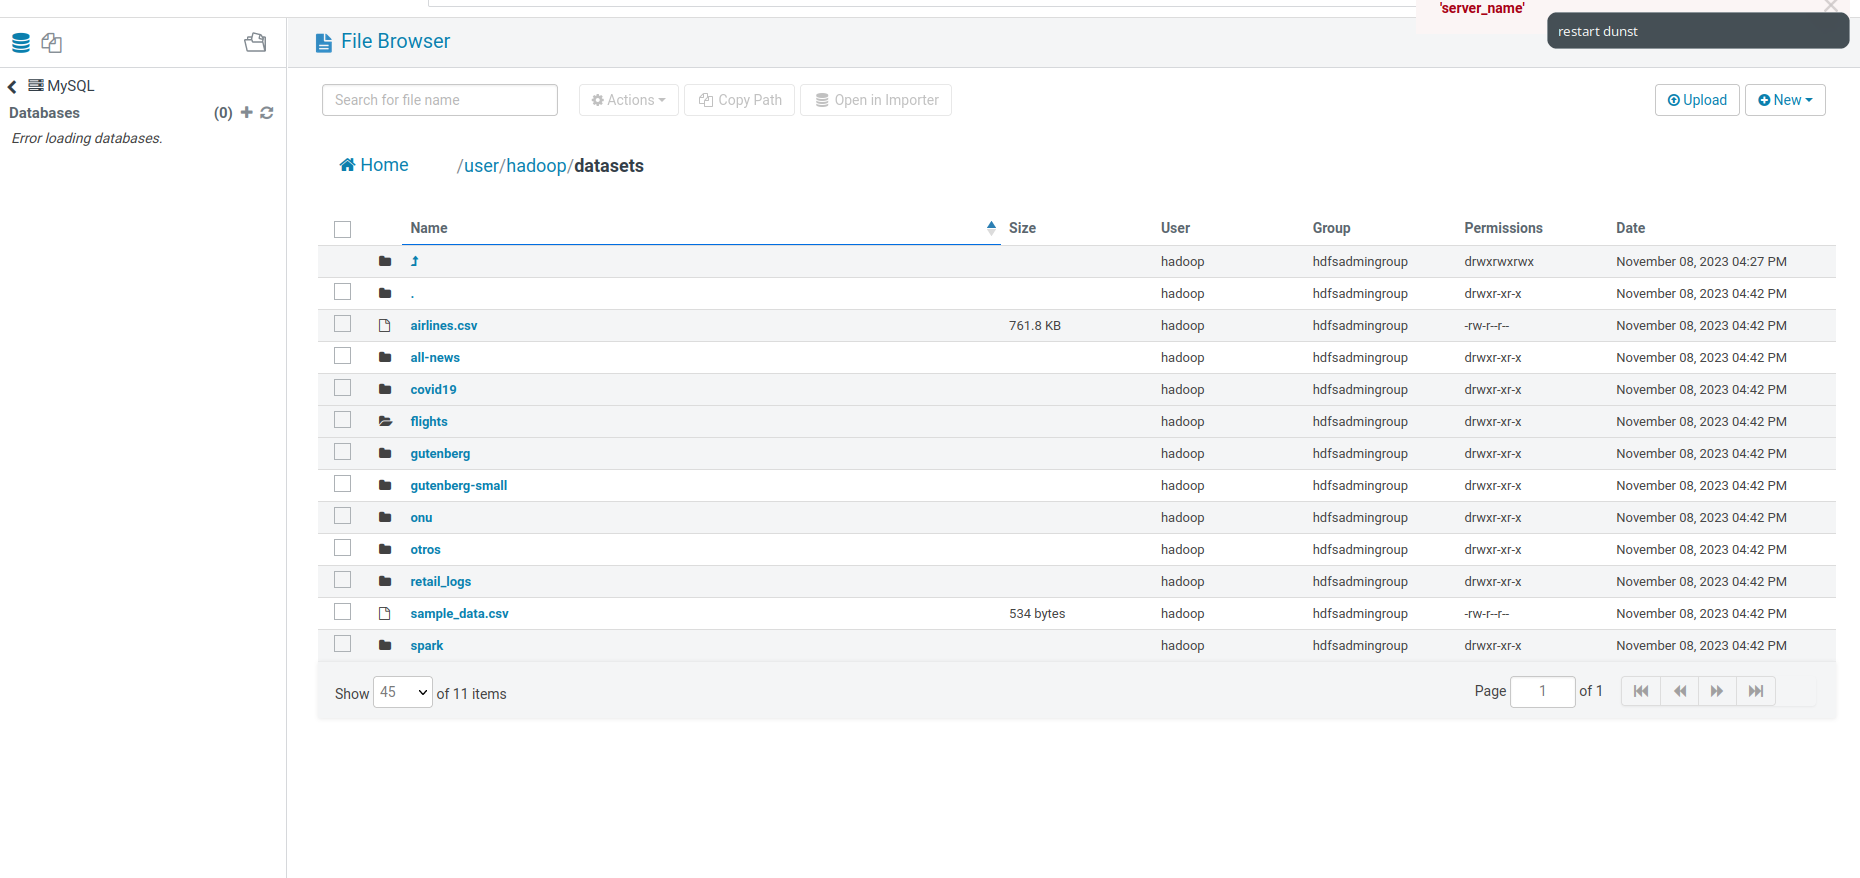 'server_name'
restart dunst
File Browser
MySQL
Databases (0)
Error loading databases.
Search for file name Actions Copy Path Open in Importer Upload New
Home /user/hadoop/datasets
Name Size User Group Permissions Date
hadoop hdfsadmingroup drwxrwxrwx November 08, 2023 04:27 PM
. hadoop hdfsadmingroup drwxr-xr-x November 08, 2023 04:42 PM
airlines.csv 761.8 KB hadoop hdfsadmingroup -rw-r--r-- November 08, 2023 04:42 PM
all-news hadoop hdfsadmingroup drwxr-xr-x November 08, 2023 04:42 PM
covid19 hadoop hdfsadmingroup drwxr-xr-x November 08, 2023 04:42 PM
flights hadoop hdfsadmingroup drwxr-xr-x November 08, 2023 04:42 PM
gutenberg hadoop hdfsadmingroup drwxr-xr-x November 08, 2023 04:42 PM
gutenberg-small hadoop hdfsadmingroup drwxr-xr-x November 08, 2023 04:42 PM
onu hadoop hdfsadmingroup drwxr-xr-x November 08, 2023 04:42 PM
otros hadoop hdfsadmingroup drwxr-xr-x November 08, 2023 04:42 PM
retail_logs hadoop hdfsadmingroup drwxr-xr-x November 08, 2023 04:42 PM
sample_data.csv 534 bytes hadoop hdfsadmingroup -rw-r--r-- November 08, 2023 04:42 PM
spark hadoop hdfsadmingroup drwxr-xr-x November 08, 2023 04:42 PM
Show 45 of 11 items Page 1 of 1